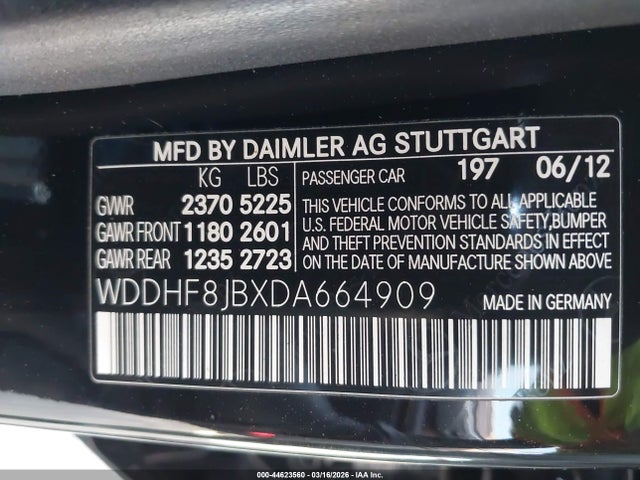 MFD BY DAIMLER AG STUTTGART
KG LBS PASSENGER CAR 197 06/12
GVWR 2370 5225
GAWR FRONT 1180 2601
GAWR REAR 1235 2723
THIS VEHICLE CONFORMS TO ALL APPLICABLE
U.S. FEDERAL MOTOR VEHICLE SAFETY,BUMPER
AND THEFT PREVENTION STANDARDS IN EFFECT
ON THE DATE OF MANUFACTURE SHOWN ABOVE
WDDHF8JBXDA664909 MADE IN GERMANY
000-44623560 - 03/16/2026 - IAA Inc.